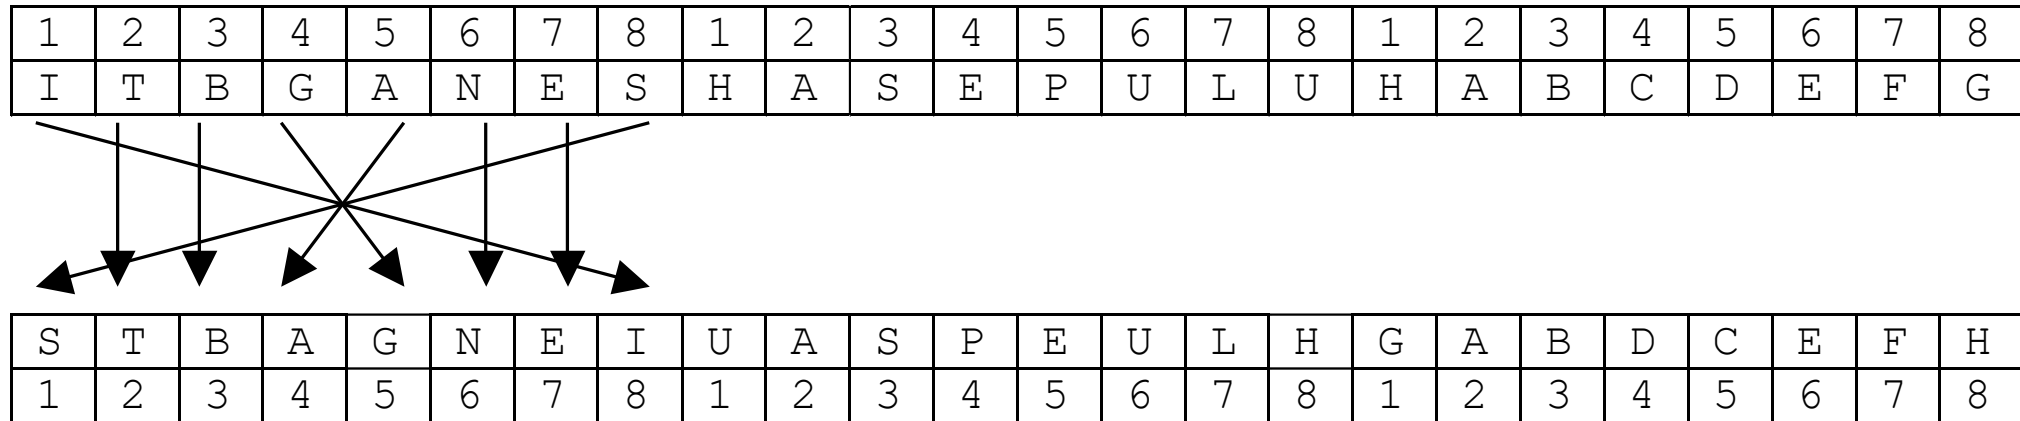 1 2 3 4 5 6 7 8 1 2 3 4 5 6 7 8 1 2 3 4 5 6 7 8
I T B G A N E S H A S E P U L U H A B C D E F G
S T B A G N E I U A S P E U L H G A B D C E F H
1 2 3 4 5 6 7 8 1 2 3 4 5 6 7 8 1 2 3 4 5 6 7 8